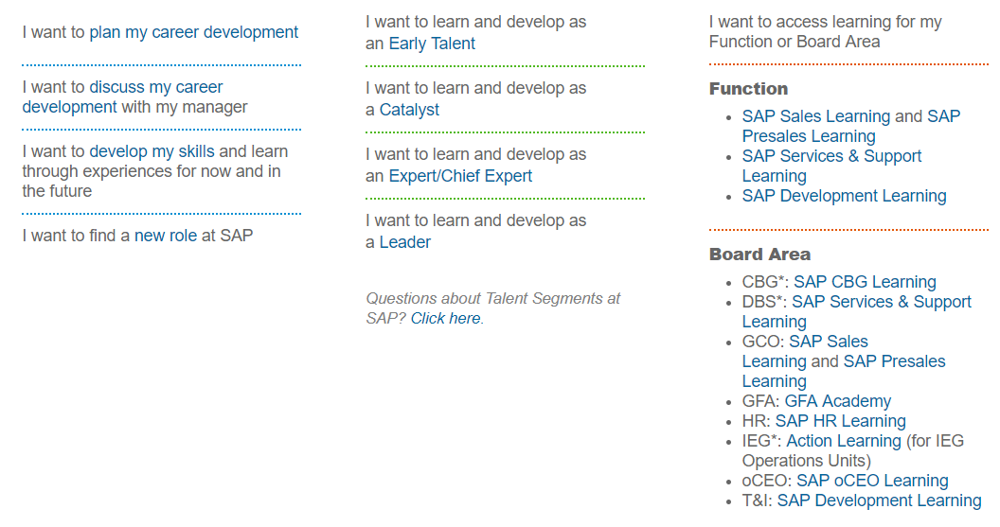 I want to plan my career development
I want to discuss my career
development with my manager
I want to develop my skills and learn
through experiences for now and in
the future
I want to find a new role at SAP
I want to learn and develop as
an Early Talent
I want to learn and develop as
a Catalyst
I want to learn and develop as
an Expert/Chief Expert
I want to learn and develop as
a Leader
Questions about Talent Segments at
SAP? Click here.
I want to access learning for my
Function or Board Area
Function
• SAP Sales Learning and SAP
Presales Learning
• SAP Services & Support
Learning
• SAP Development Learning
Board Area
• CBG*: SAP CBG Learning
• DBS*: SAP Services & Support
Learning
• GCO: SAP Sales
Learning and SAP Presales
Learning
• GFA: GFA Academy
• HR: SAP HR Learning
• IEG*: Action Learning (for IEG
Operations Units)
• oCEO: SAP oCEO Learning
• T&I: SAP Development Learning